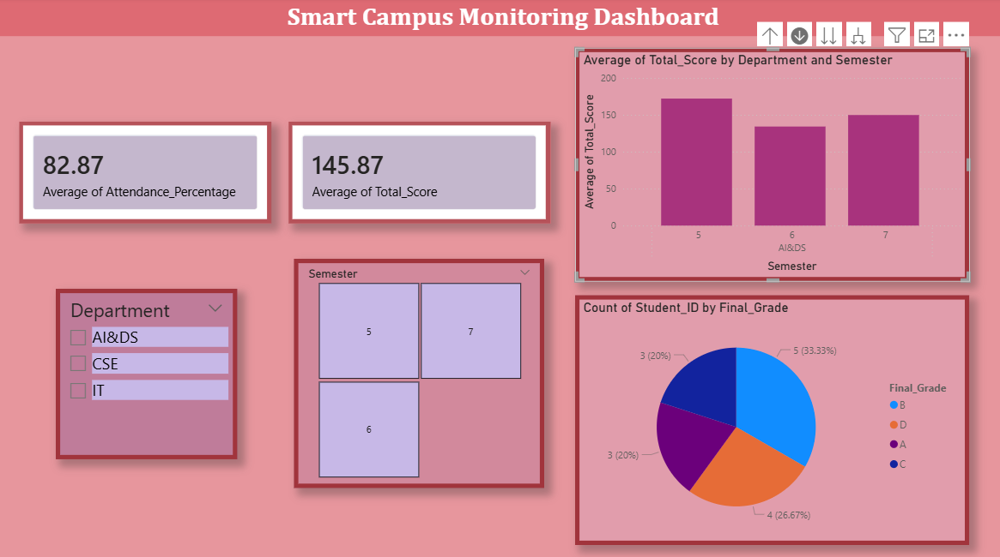 Smart Campus Monitoring Dashboard
82.87
Average of Attendance_Percentage
145.87
Average of Total_Score
Average of Total_Score by Department and Semester
Average of Total_Score
200
150
100
50
0
5 6 7
AI&DS
Semester
Department
AI&DS
CSE
IT
Semester
5 7
6
Count of Student_ID by Final_Grade
5 (33.33%)
4 (26.67%)
3 (20%)
3 (20%)
Final_Grade
B
D
A
C